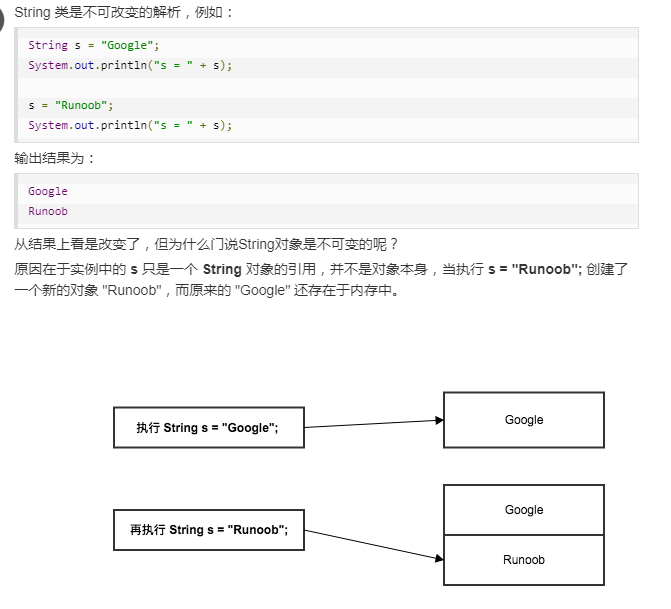 String 类是不可改变的解析，例如：
String s = "Google";
System.out.println("s = " + s);
s = "Runoob";
System.out.println("s = " + s);
输出结果为：
Google
Runoob
从结果上看是改变了，但为什么门说String对象是不可变的呢？
原因在于实例中的 s 只是一个 String 对象的引用，并不是对象本身，当执行 s = "Runoob"; 创建了
一个新的对象 "Runoob"，而原来的 "Google" 还存在于内存中。
执行 String s = "Google";
Google
Google
再执行 String s = "Runoob";
Runoob